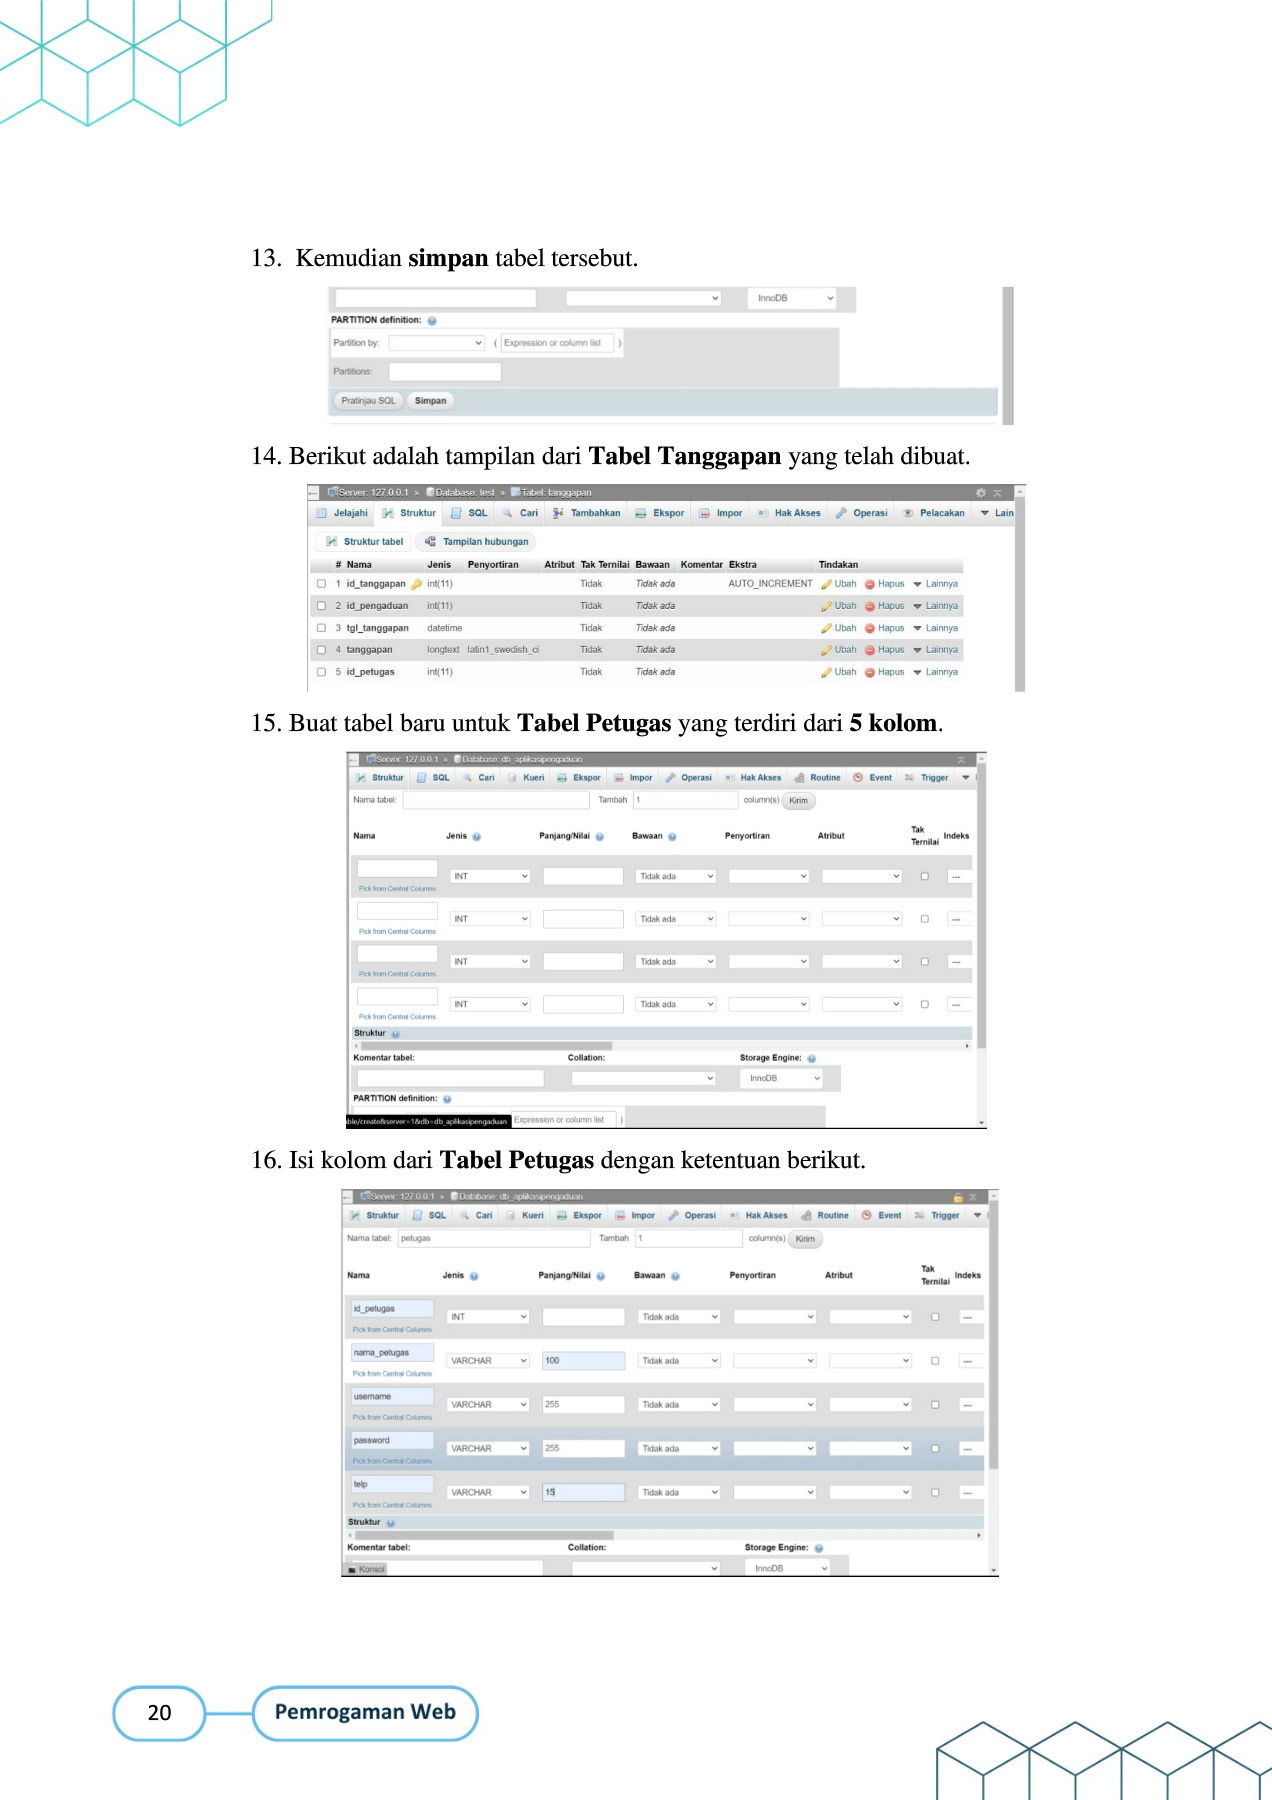 13. Kemudian simpan tabel tersebut.
InnoDB
PARTITION definition:
Partition by: ( Expression or column list )
Partitions:
Pratinjau SQL Simpan
14. Berikut adalah tampilan dari Tabel Tanggapan yang telah dibuat.
Server: 127.0.0.1 » Database: test » Tabel: tanggapan
Jelajahi Struktur SQL Cari Tambahkan Ekspor Impor Hak Akses Operasi Pelacakan Lain
Struktur tabel Tampilan hubungan
# Nama Jenis Penyortiran Atribut Tak Ternilai Bawaan Komentar Ekstra Tindakan
1 id_tanggapan int(11) Tidak Tidak ada AUTO_INCREMENT Ubah Hapus Lainnya
2 id_pengaduan int(11) Tidak Tidak ada Ubah Hapus Lainnya
3 tgl_tanggapan datetime Tidak Tidak ada Ubah Hapus Lainnya
4 tanggapan longtext latin1_swedish_ci Tidak Tidak ada Ubah Hapus Lainnya
5 id_petugas int(11) Tidak Tidak ada Ubah Hapus Lainnya
15. Buat tabel baru untuk Tabel Petugas yang terdiri dari 5 kolom.
Server: 127.0.0.1 » Database: db_aplikasipengaduan
Struktur SQL Cari Kueri Ekspor Impor Operasi Hak Akses Routine Event Trigger
Nama tabel: Tambah 1 column(s) Kirim
Nama Jenis Panjang/Nilai Bawaan Penyortiran Atribut Tak Ternilai Indeks
INT Tidak ada ---
Pick from Central Columns
INT Tidak ada ---
Pick from Central Columns
INT Tidak ada ---
Pick from Central Columns
INT Tidak ada ---
Pick from Central Columns
Struktur
Komentar tabel: Collation: Storage Engine:
InnoDB
PARTITION definition:
ble/create&server=1&db=db_aplikasipengaduan Expression or column list )
16. Isi kolom dari Tabel Petugas dengan ketentuan berikut.
Server: 127.0.0.1 » Database: db_aplikasipengaduan
Struktur SQL Cari Kueri Ekspor Impor Operasi Hak Akses Routine Event Trigger
Nama tabel: petugas Tambah 1 column(s) Kirim
Nama Jenis Panjang/Nilai Bawaan Penyortiran Atribut Tak Ternilai Indeks
id_petugas INT Tidak ada ---
Pick from Central Columns
nama_petugas VARCHAR 100 Tidak ada ---
Pick from Central Columns
username VARCHAR 255 Tidak ada ---
Pick from Central Columns
password VARCHAR 255 Tidak ada ---
Pick from Central Columns
telp VARCHAR 15 Tidak ada ---
Pick from Central Columns
Struktur
Komentar tabel: Collation: Storage Engine:
Konsol InnoDB
20 Pemrogaman Web